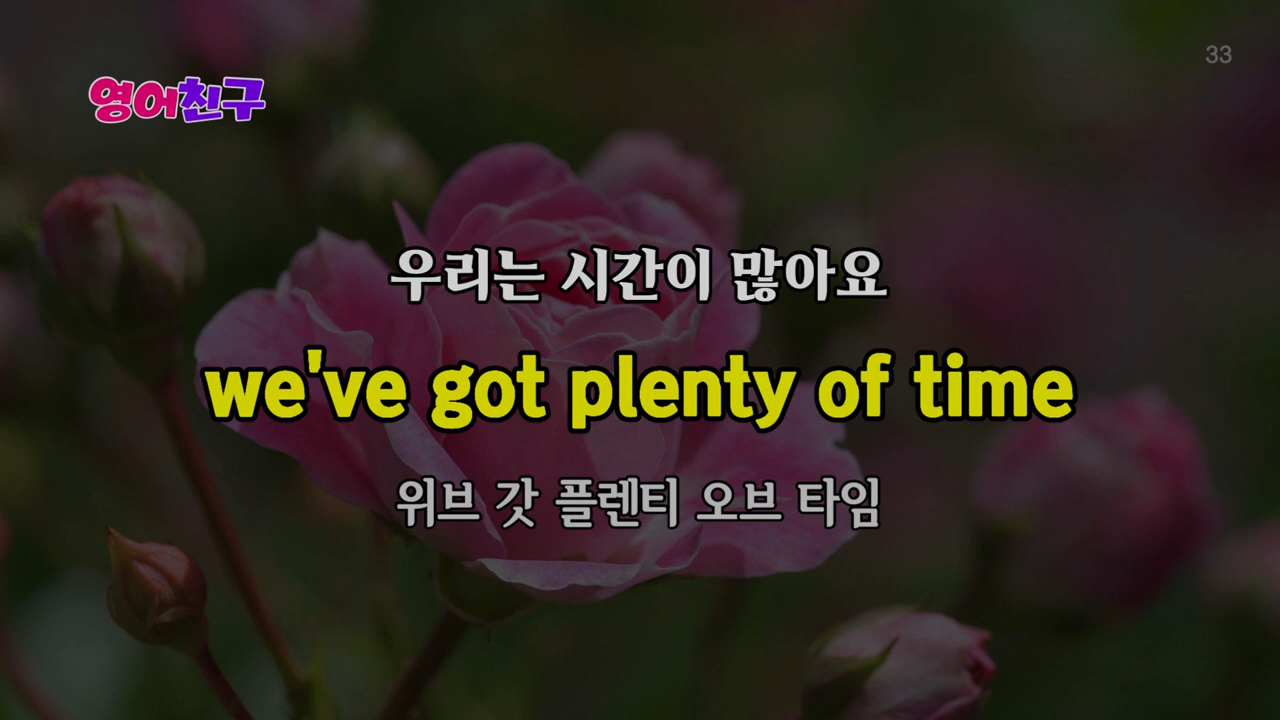 33
영어친구
우리는 시간이 많아요
we've got plenty of time
위브 갓 플렌티 오브 타임